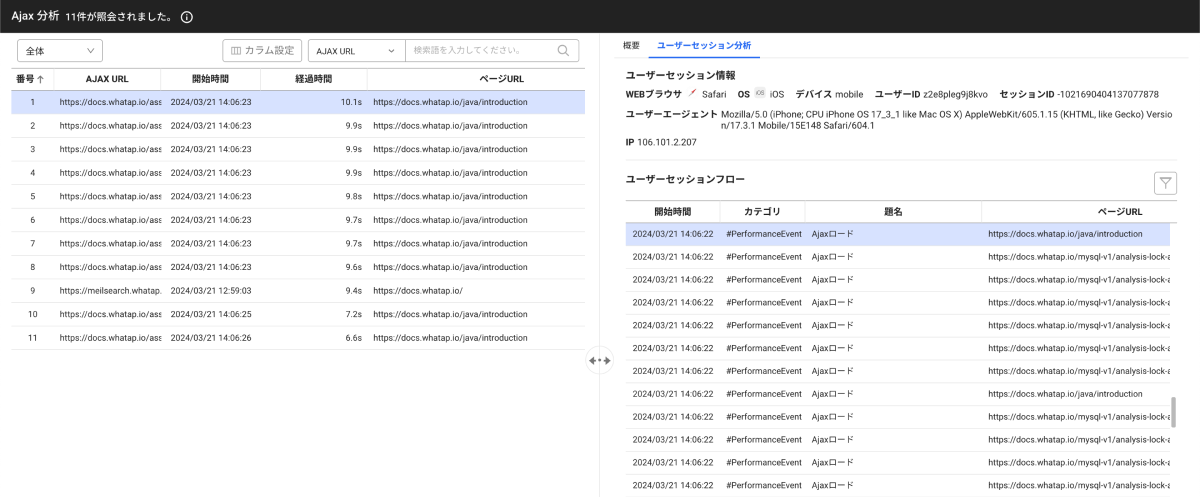 Ajax 分析 11件が照会されました。
全体 カラム設定 AJAX URL 検索語を入力してください。
番号 AJAX URL 開始時間 経過時間 ページURL
1 https://docs.whatap.io/ass 2024/03/21 14:06:23 10.1s https://docs.whatap.io/java/introduction
2 https://docs.whatap.io/ass 2024/03/21 14:06:23 9.9s https://docs.whatap.io/java/introduction
3 https://docs.whatap.io/ass 2024/03/21 14:06:23 9.9s https://docs.whatap.io/java/introduction
4 https://docs.whatap.io/ass 2024/03/21 14:06:23 9.9s https://docs.whatap.io/java/introduction
5 https://docs.whatap.io/ass 2024/03/21 14:06:23 9.8s https://docs.whatap.io/java/introduction
6 https://docs.whatap.io/ass 2024/03/21 14:06:23 9.7s https://docs.whatap.io/java/introduction
7 https://docs.whatap.io/ass 2024/03/21 14:06:23 9.7s https://docs.whatap.io/java/introduction
8 https://docs.whatap.io/ass 2024/03/21 14:06:23 9.6s https://docs.whatap.io/java/introduction
9 https://meilsearch.whatap. 2024/03/21 12:59:03 9.4s https://docs.whatap.io/
10 https://docs.whatap.io/ass 2024/03/21 14:06:25 7.2s https://docs.whatap.io/java/introduction
11 https://docs.whatap.io/ass 2024/03/21 14:06:26 6.6s https://docs.whatap.io/java/introduction
概要 ユーザーセッション分析
ユーザーセッション情報
WEBブラウサ Safari OS iOS iOS デバイス mobile ユーザーID z2e8pleg9j8kvo セッションID -1021690404137077878
ユーザーエージェント Mozilla/5.0 (iPhone; CPU iPhone OS 17_3_1 like Mac OS X) AppleWebKit/605.1.15 (KHTML, like Gecko) Versio
n/17.3.1 Mobile/15E148 Safari/604.1
IP 106.101.2.207
ユーザーセッションフロー
開始時間 カテゴリ 題名 ページURL
2024/03/21 14:06:22 #PerformanceEvent Ajaxロード https://docs.whatap.io/java/introduction
2024/03/21 14:06:22 #PerformanceEvent Ajaxロード https://docs.whatap.io/mysql-v1/analysis-lock-a
2024/03/21 14:06:22 #PerformanceEvent Ajaxロード https://docs.whatap.io/mysql-v1/analysis-lock-a
2024/03/21 14:06:22 #PerformanceEvent Ajaxロード https://docs.whatap.io/mysql-v1/analysis-lock-a
2024/03/21 14:06:22 #PerformanceEvent Ajaxロード https://docs.whatap.io/mysql-v1/analysis-lock-a
2024/03/21 14:06:22 #PerformanceEvent Ajaxロード https://docs.whatap.io/mysql-v1/analysis-lock-a
2024/03/21 14:06:22 #PerformanceEvent Ajaxロード https://docs.whatap.io/mysql-v1/analysis-lock-a
2024/03/21 14:06:22 #PerformanceEvent Ajaxロード https://docs.whatap.io/java/introduction
2024/03/21 14:06:22 #PerformanceEvent Ajaxロード https://docs.whatap.io/mysql-v1/analysis-lock-a
2024/03/21 14:06:22 #PerformanceEvent Ajaxロード https://docs.whatap.io/mysql-v1/analysis-lock-a
2024/03/21 14:06:22 #PerformanceEvent Ajaxロード https://docs.whatap.io/mysql-v1/analysis-lock-a
2024/03/21 14:06:22 #PerformanceEvent Ajaxロード https://docs.whatap.io/mysql-v1/analysis-lock-a